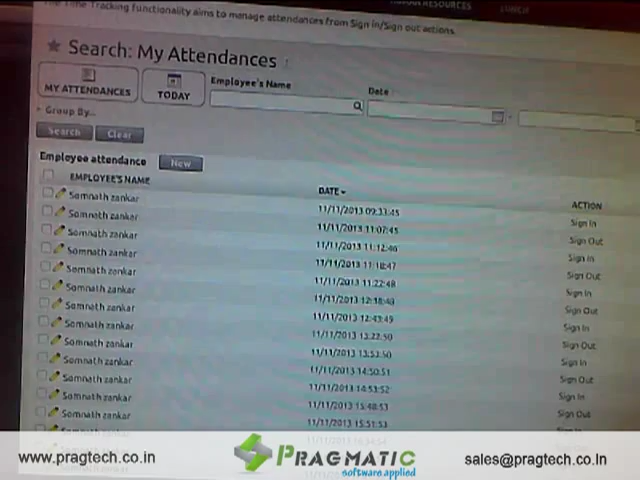 The Time Tracking functionality aims to manage attendances from Sign in/Sign out actions.
Search: My Attendances
MY ATTENDANCES
TODAY
Employee's Name
Date
Group By...
Search Clear
Employee attendance New
EMPLOYEE'S NAME DATE ACTION
Somnath zankar 11/11/2013 09:33:45 Sign In
Somnath zankar 11/11/2013 11:07:45 Sign Out
Somnath zankar 11/11/2013 11:12:46 Sign In
Somnath zankar 11/11/2013 11:18:47 Sign Out
Somnath zankar 11/11/2013 11:22:48 Sign In
Somnath zankar 11/11/2013 12:18:48 Sign Out
Somnath zankar 11/11/2013 12:43:49 Sign In
Somnath zankar 11/11/2013 13:22:50 Sign Out
Somnath zankar 11/11/2013 13:53:50 Sign In
Somnath zankar 11/11/2013 14:50:51 Sign Out
Somnath zankar 11/11/2013 14:53:52 Sign In
Somnath zankar 11/11/2013 15:48:53 Sign Out
Somnath zankar 11/11/2013 15:51:53 Sign In
www.pragtech.co.in
PRAGMATIC
software.applied
sales@pragtech.co.in